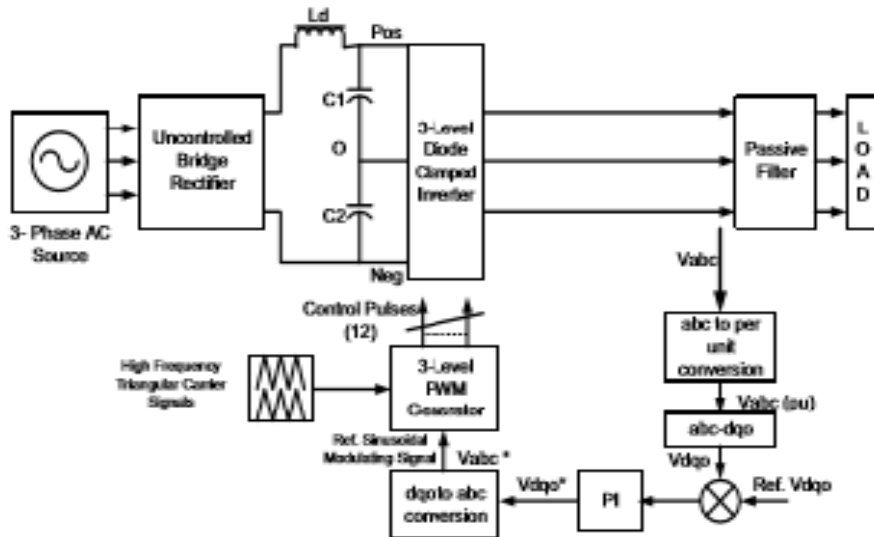 Ld
Pos
C1
O
C2
Neg
3- Phase AC
Source
Uncontrolled
Bridge
Rectifier
3-Level
Diode
Clamped
Inverter
Passive
Filter
L
O
A
D
Vabc
abc to per
unit
conversion
Vabc (pu)
abc-dqo
Vdqo
Ref. Vdqo
PI
Vdqo*
dqo to abc
conversion
Vabc *
Ref. Sinusoidal
Modulating Signal
3-Level
PWM
Generator
Control Pulses
(12)
High Frequency
Triangular Carrier
Signals